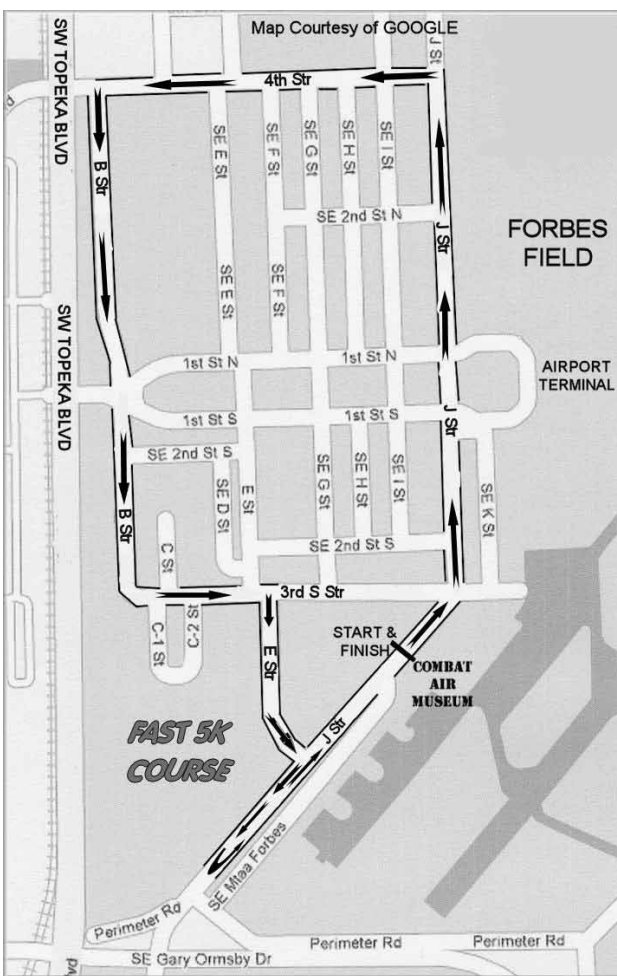 Map Courtesy of GOOGLE
SW TOPEKA BLVD
J St
4th Str
B Str
SE E St
SE F St
SE G St
SE H St
SE I St
SE 2nd St N
J Str
FORBES
FIELD
SE E St
SE F St
SW TOPEKA BLVD
1st St N
1st St N
AIRPORT
TERMINAL
1st St S
1st St S
J Str
SE 2nd St S
SE D St
E St
SE G St
SE H St
SE I St
SE K St
B Str
C St
SE 2nd St S
3rd S Str
C-1 St
C-2 St
START &
FINISH
E Str
COMBAT
AIR
MUSEUM
FAST 5K
COURSE
J Str
SE Mtaa Forbes
Perimeter Rd
Perimeter Rd
Perimeter Rd
SE Gary Ormsby Dr